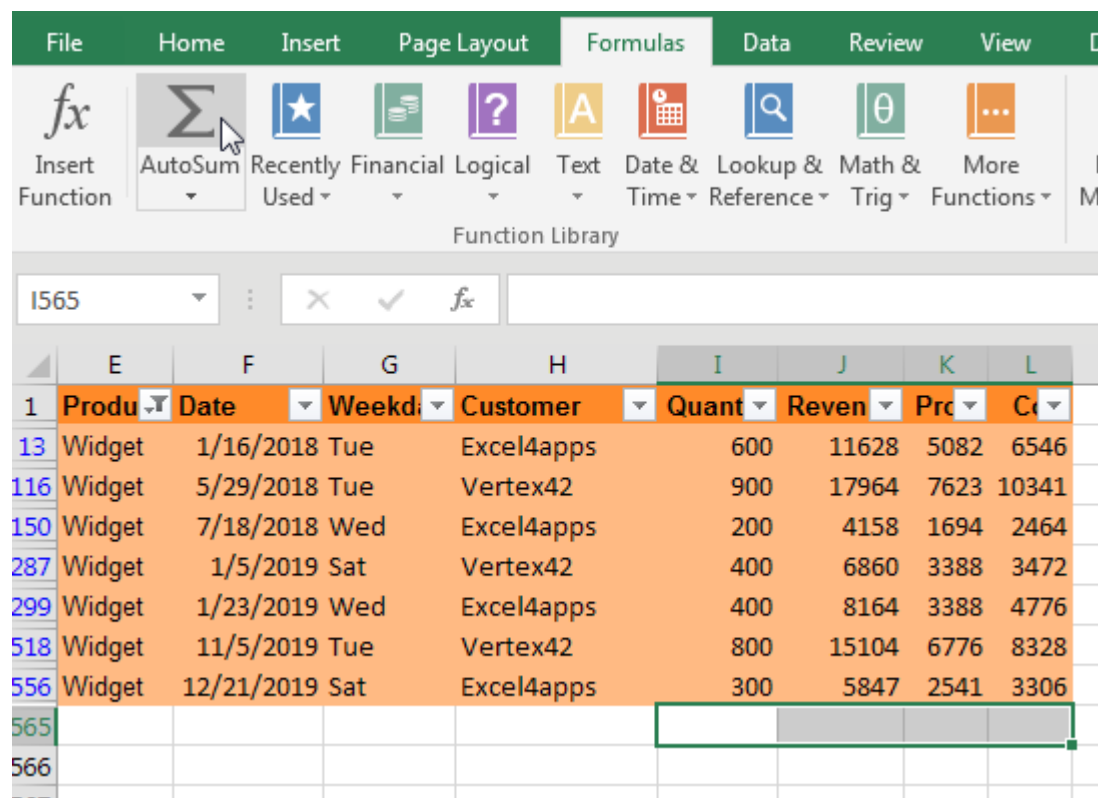 File Home Insert Page Layout Formulas Data Review View
fx Σ A θ
Insert AutoSum Recently Financial Logical Text Date & Lookup & Math & More
Function Used Time Reference Trig Functions
Function Library
I565 fx
E F G H I J K L
1 Produ Date Weekd Customer Quant Reven Pro C
13 Widget 1/16/2018 Tue Excel4apps 600 11628 5082 6546
116 Widget 5/29/2018 Tue Vertex42 900 17964 7623 10341
150 Widget 7/18/2018 Wed Excel4apps 200 4158 1694 2464
287 Widget 1/5/2019 Sat Vertex42 400 6860 3388 3472
299 Widget 1/23/2019 Wed Excel4apps 400 8164 3388 4776
518 Widget 11/5/2019 Tue Vertex42 800 15104 6776 8328
556 Widget 12/21/2019 Sat Excel4apps 300 5847 2541 3306
565
566